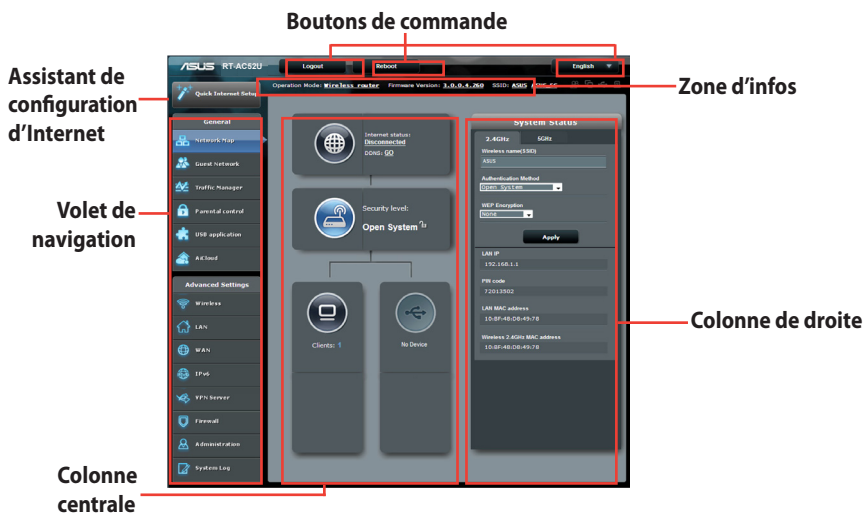 Boutons de commande
Assistant de
configuration
d'Internet
Zone d'infos
Volet de
navigation
Colonne de droite
Colonne
centrale
ASUS RT-AC52U
Logout
Reboot
English
Quick Internet Setup
Operation Mode: Wireless router Firmware Version: 3.0.0.4.260 SSID: ASUS
General
Network Map
Guest Network
Traffic Manager
Parental control
USB application
AiCloud
Advanced Settings
Wireless
LAN
WAN
IPv6
VPN Server
Firewall
Administration
System Log
Internet status:
Disconnected
DDNS: GO
Security level:
Open System
Clients: 1
No Device
System Status
2.4GHz 5GHz
Wireless name(SSID)
ASUS
Authentication Method
Open System
WEP Encryption
None
Apply
LAN IP
192.168.1.1
PIN code
72013502
LAN MAC address
10:BF:48:D8:49:78
Wireless 2.4GHz MAC address
10:BF:48:D8:49:78